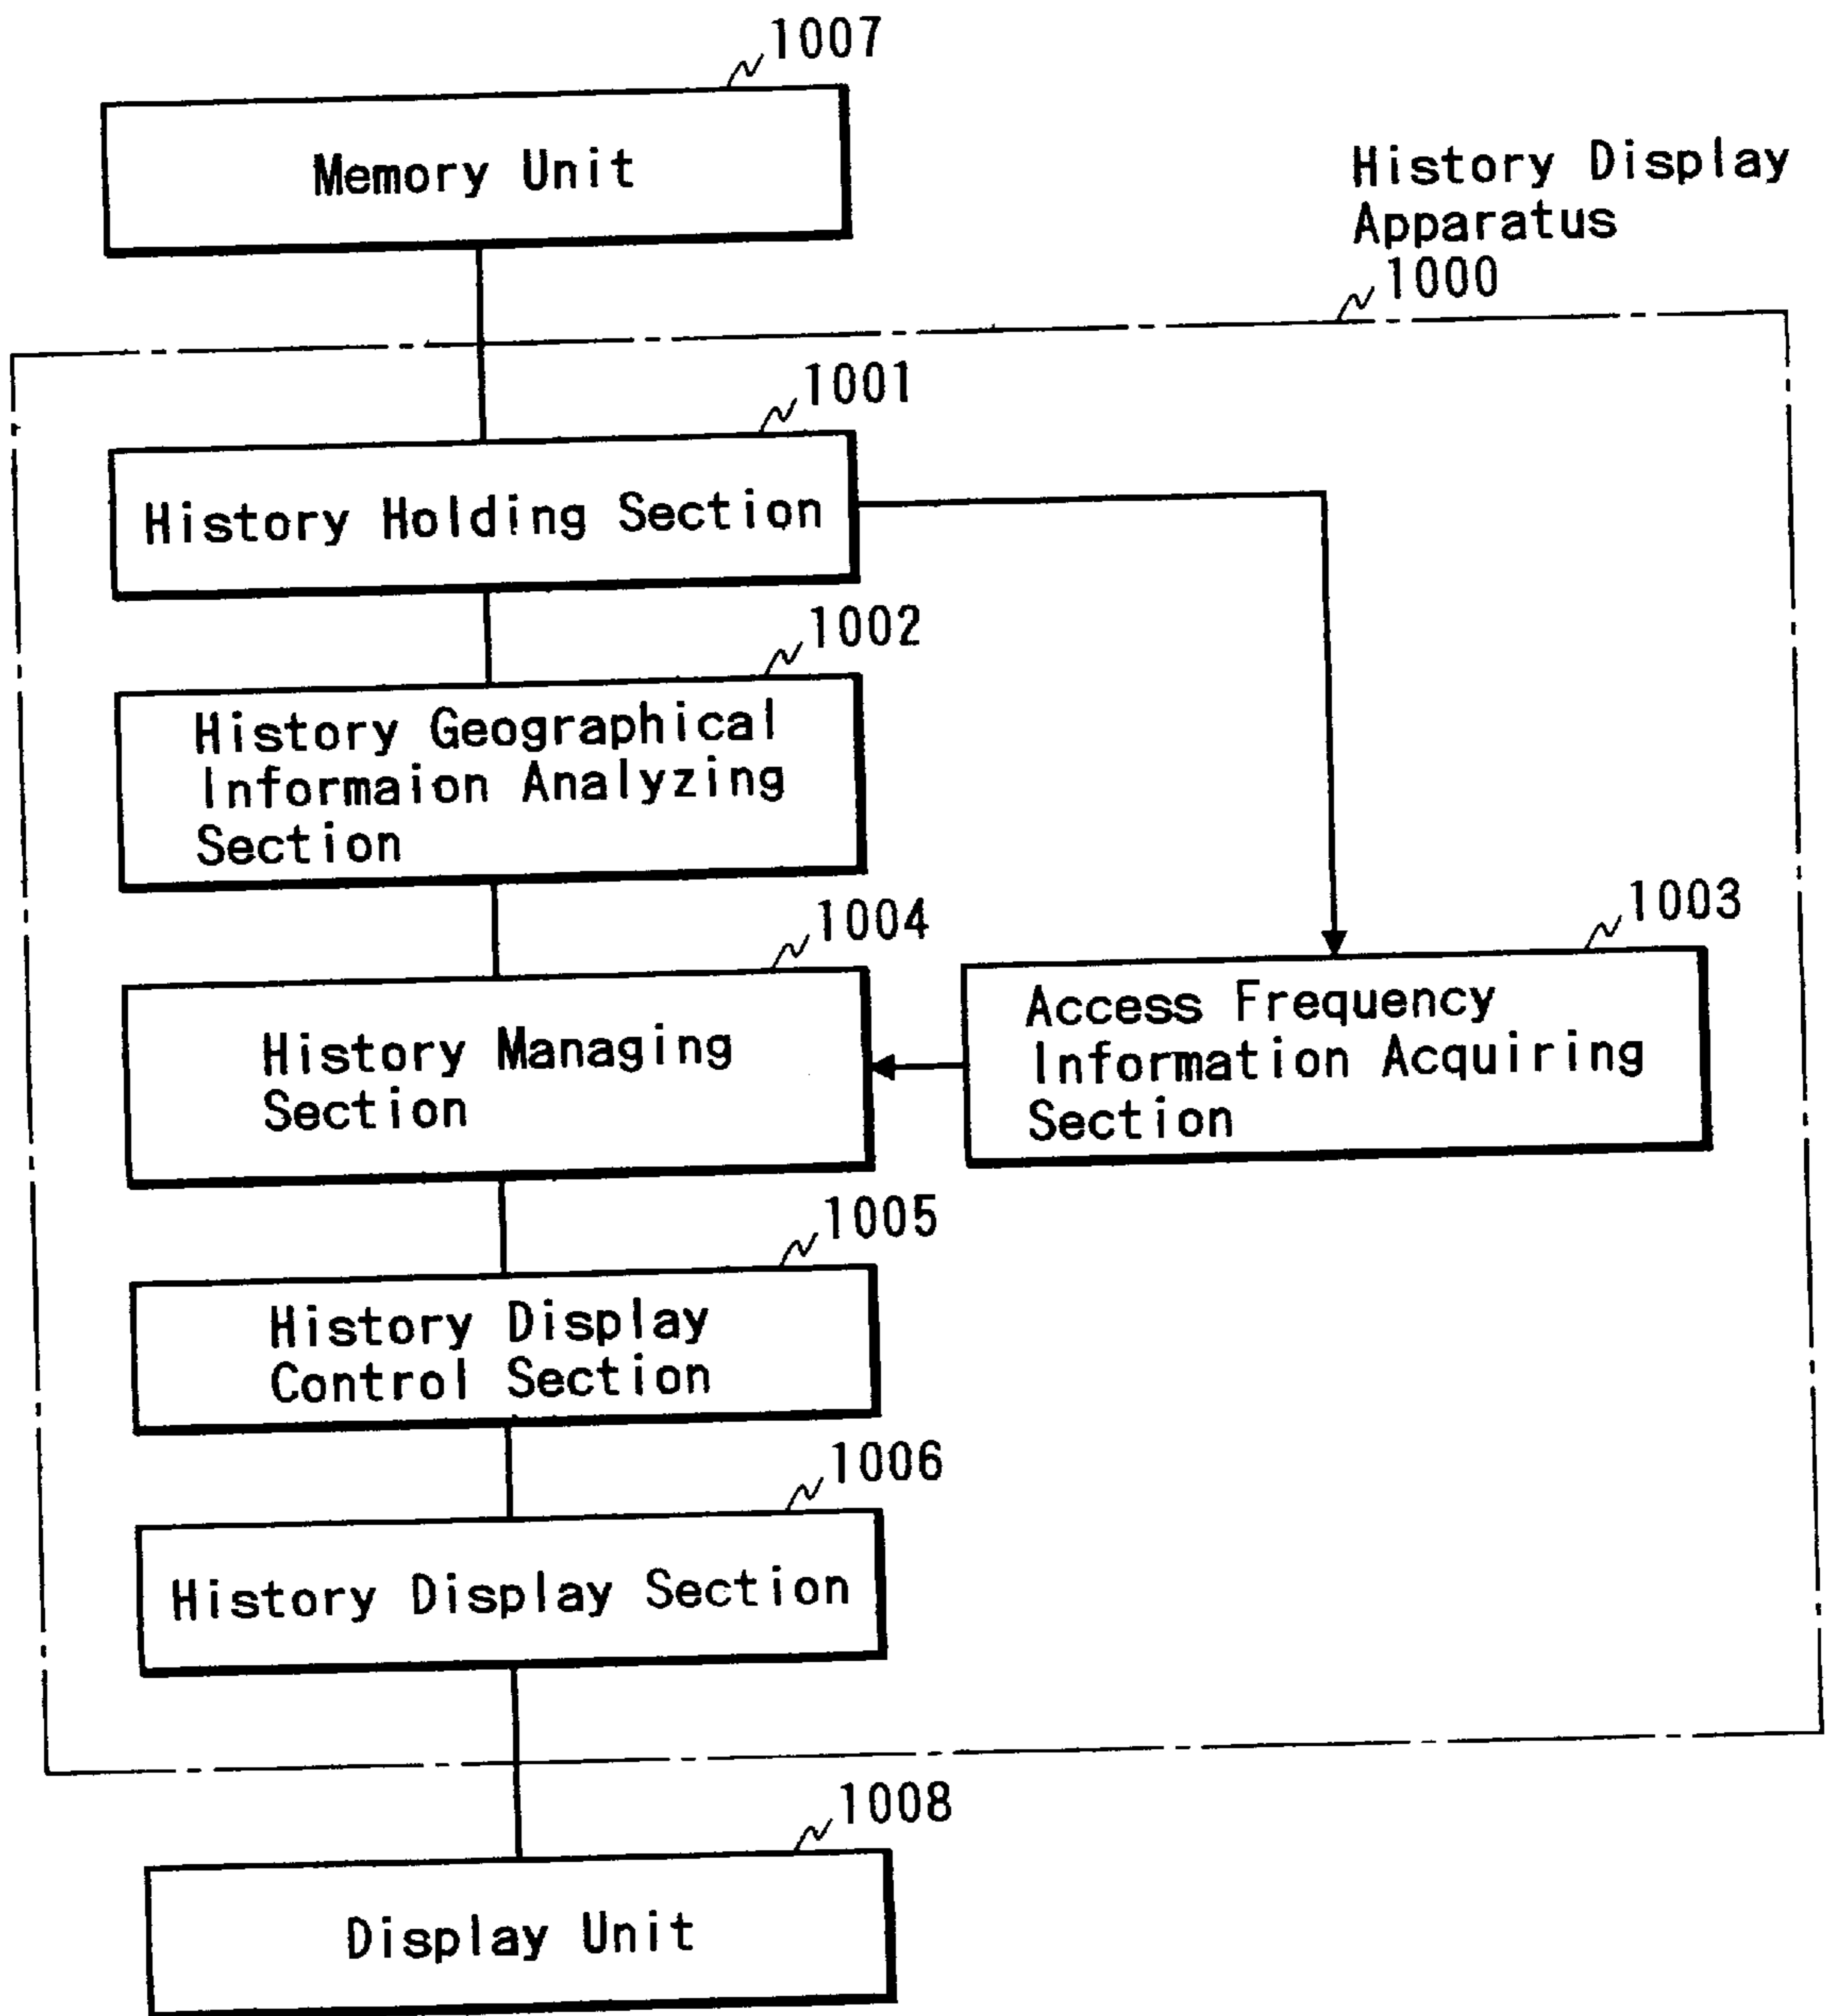 1007
Memory Unit
History Display
Apparatus
1000
1001
History Holding Section
1002
History Geographical
Informaion Analyzing
Section
1004
History Managing
Section
1003
Access Frequency
Information Acquiring
Section
1005
History Display
Control Section
1006
History Display Section
1008
Display Unit